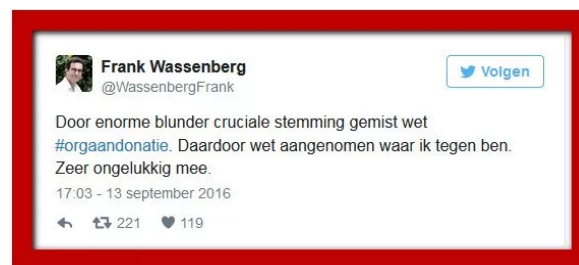 Frank Wassenberg
@WassenbergFrank
Volgen
Door enorme blunder cruciale stemming gemist wet
#orgaandonatie. Daardoor wet aangenomen waar ik tegen ben.
Zeer ongelukkig mee.
17:03 - 13 september 2016
221 119